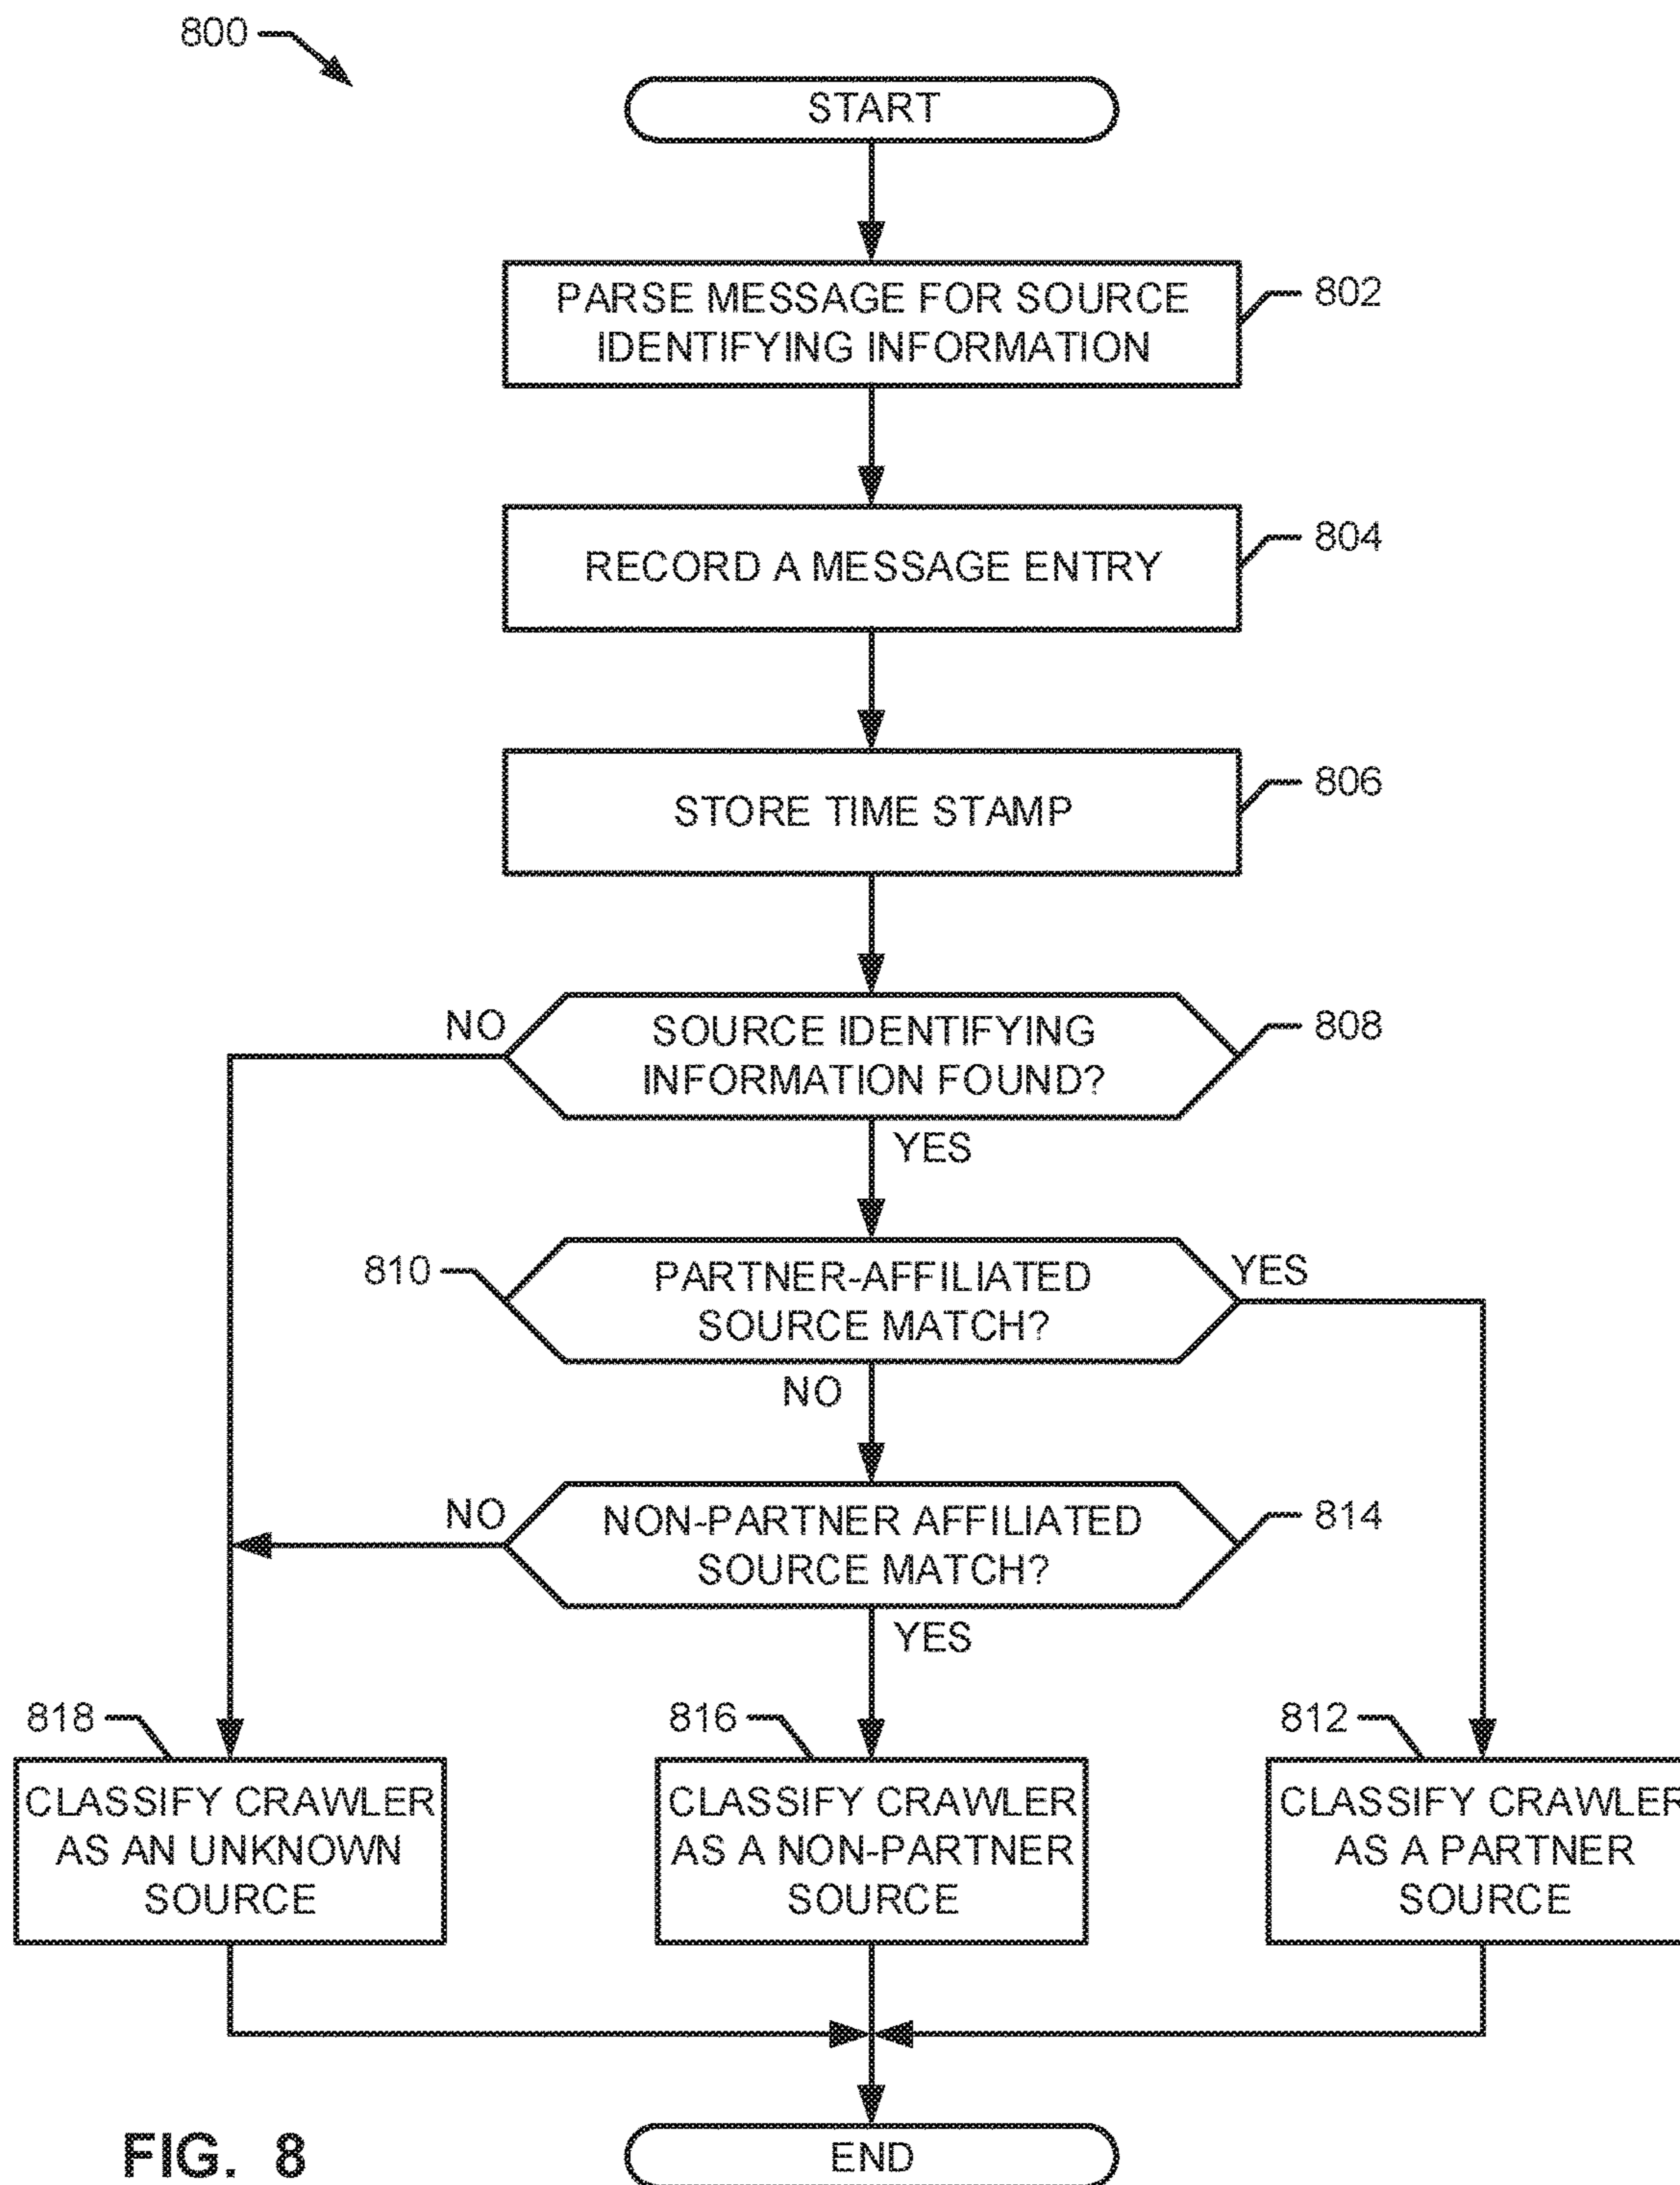 800
START
PARSE MESSAGE FOR SOURCE
IDENTIFYING INFORMATION
802
RECORD A MESSAGE ENTRY
804
STORE TIME STAMP
806
NO
SOURCE IDENTIFYING
INFORMATION FOUND?
808
YES
810
PARTNER-AFFILIATED
SOURCE MATCH?
YES
NO
NO
NON-PARTNER AFFILIATED
SOURCE MATCH?
814
YES
818
CLASSIFY CRAWLER
AS AN UNKNOWN
SOURCE
816
CLASSIFY CRAWLER
AS A NON-PARTNER
SOURCE
812
CLASSIFY CRAWLER
AS A PARTNER
SOURCE
END
FIG. 8